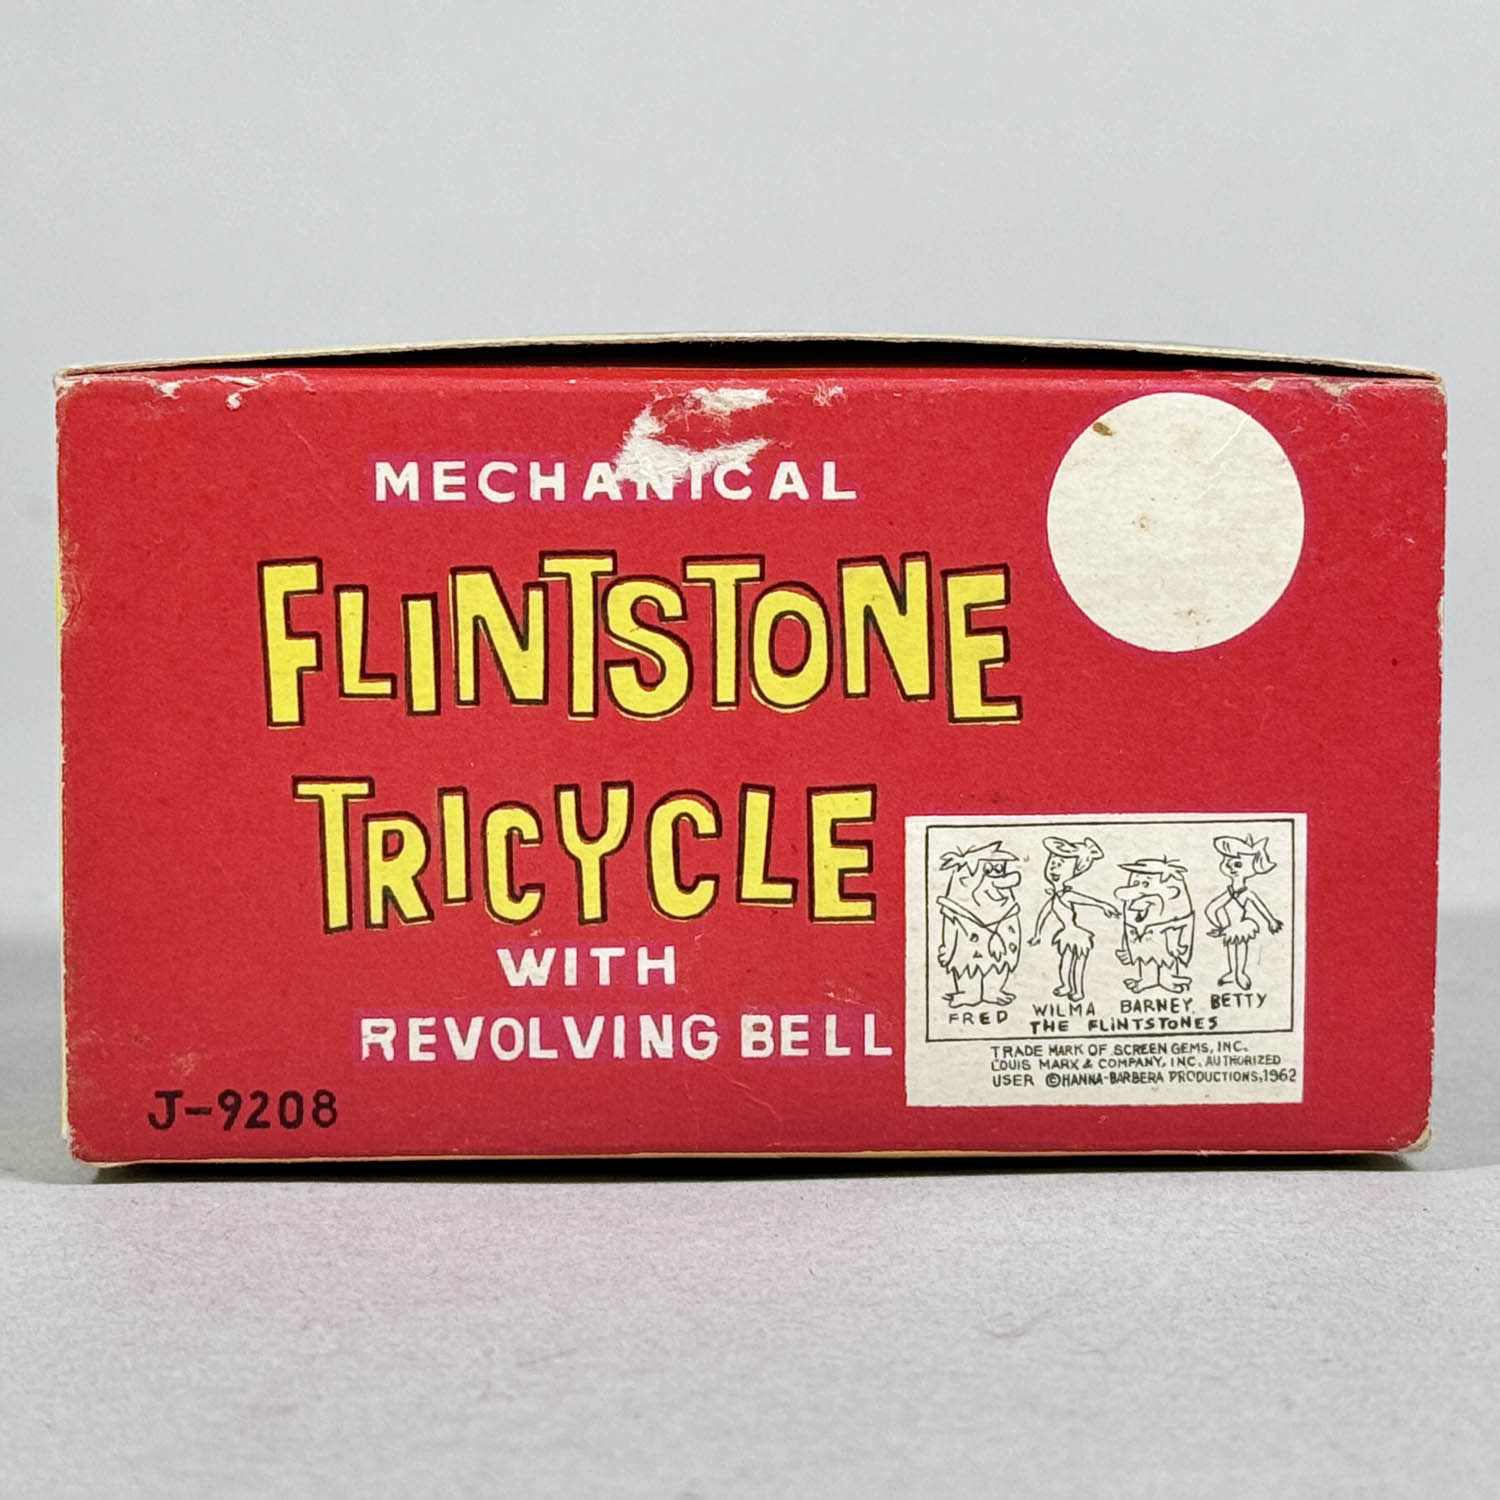 MECHANICAL
FLINTSTONE
TRICYCLE
WITH
REVOLVING BELL
J-9208
FRED WILMA BARNEY BETTY
THE FLINTSTONES
TRADE MARK OF SCREEN GEMS, INC.
LOUIS MARX & COMPANY, INC. AUTHORIZED
USER ©HANNA-BARBERA PRODUCTIONS,1962